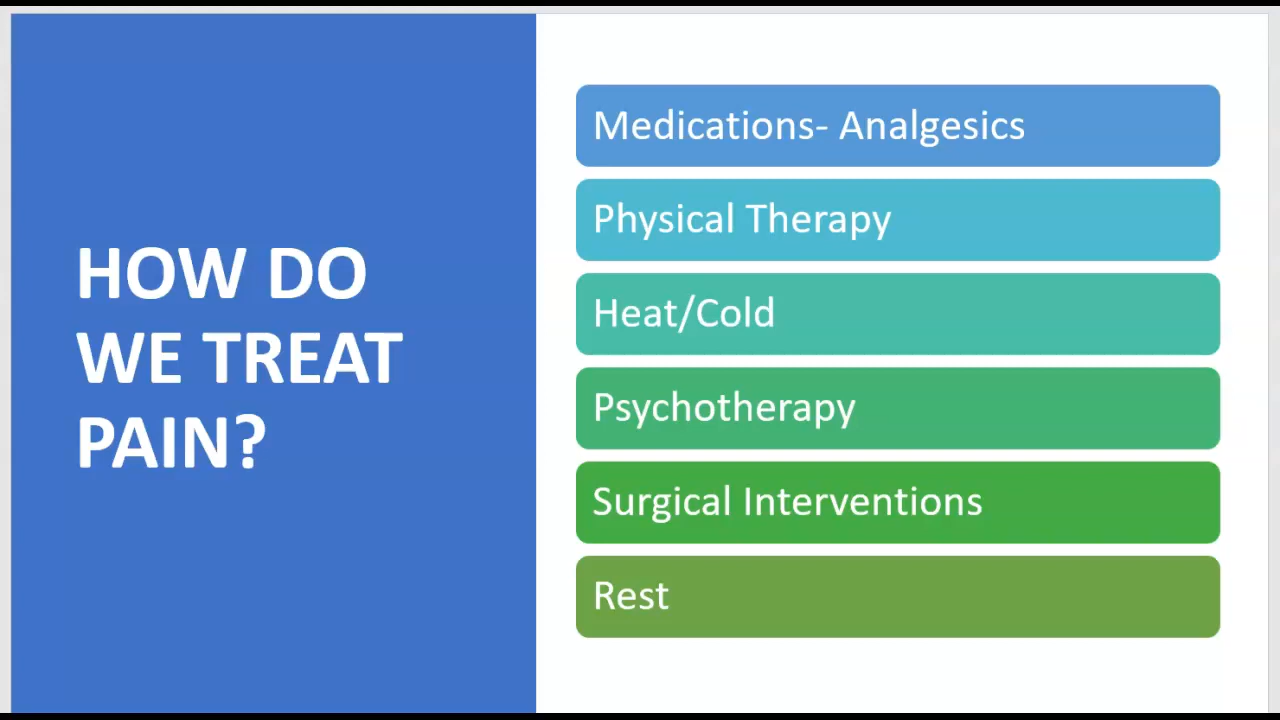 HOW DO
WE TREAT
PAIN?
Medications- Analgesics
Physical Therapy
Heat/Cold
Psychotherapy
Surgical Interventions
Rest